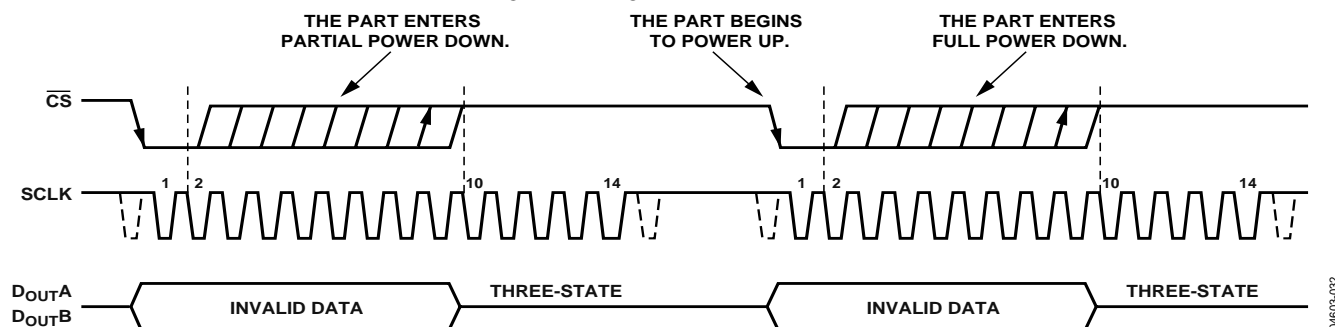 THE PART ENTERS
PARTIAL POWER DOWN.
THE PART BEGINS
TO POWER UP.
THE PART ENTERS
FULL POWER DOWN.
CS
SCLK
1 2 10 14 1 2 10 14
DOUTA
DOUTB
INVALID DATA THREE-STATE INVALID DATA THREE-STATE
04603-032